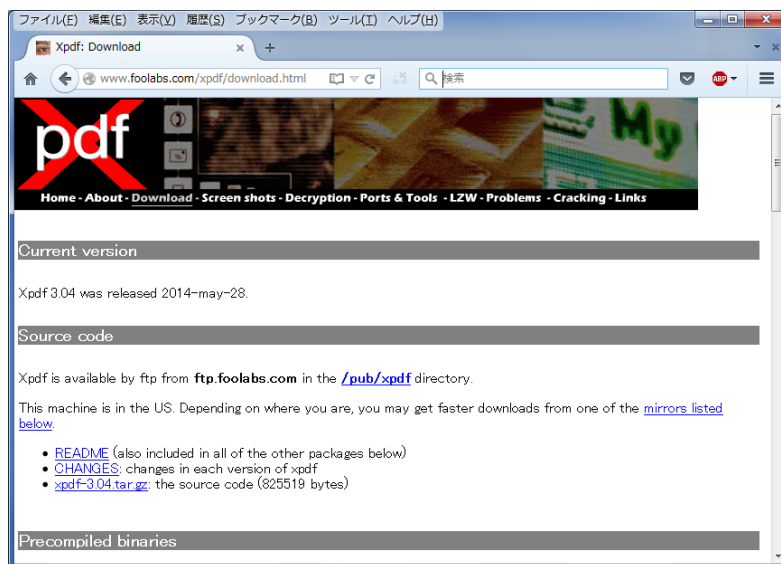 ファイル(F) 編集(E) 表示(V) 履歴(S) ブックマーク(B) ツール(T) ヘルプ(H)
Xpdf: Download
www.foolabs.com/xpdf/download.html
検索
ABP
pdf
My
Home - About - Download - Screen shots - Decryption - Ports & Tools - LZW - Problems - Cracking - Links
Current version
Xpdf 3.04 was released 2014-may-28.
Source code
Xpdf is available by ftp from ftp.foolabs.com in the /pub/xpdf directory.
This machine is in the US. Depending on where you are, you may get faster downloads from one of the mirrors listed
below.
• README (also included in all of the other packages below)
• CHANGES: changes in each version of xpdf
• xpdf-3.04.tar.gz: the source code (825519 bytes)
Precompiled binaries